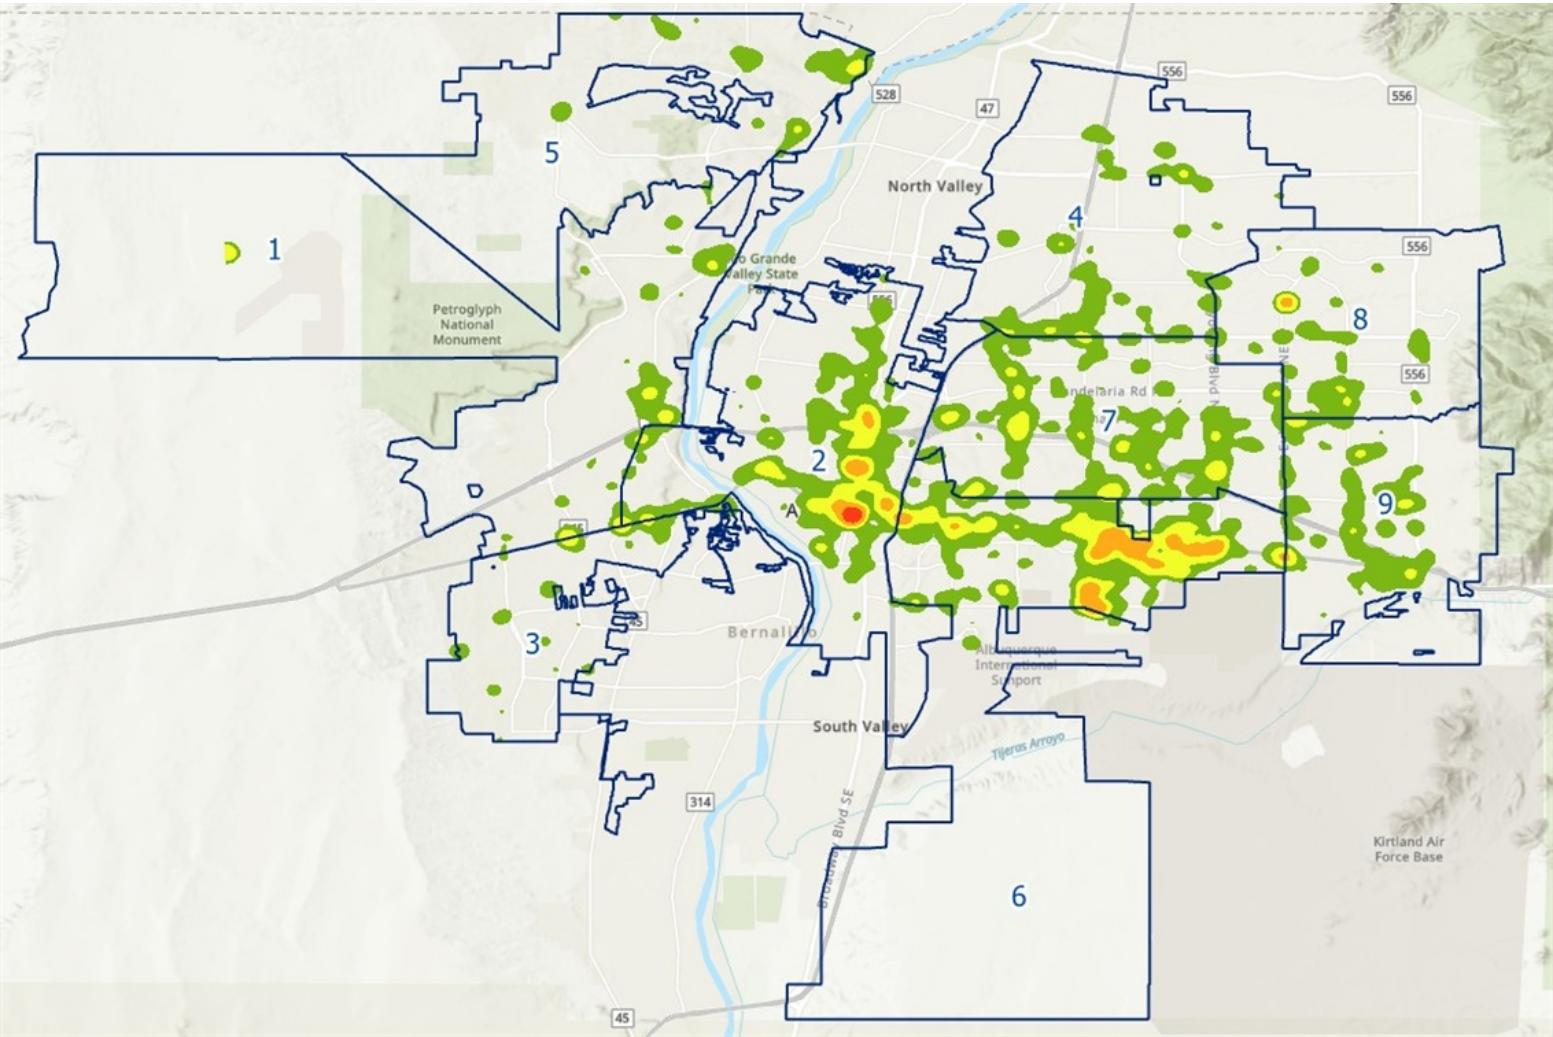 556
556
528
47
5
North Valley
4
1
556
Rio Grande
Valley State
Park
556
Petroglyph
National
Monument
8
NE
556
Candelaria Rd
7
2
9
A
45
3
Bernalillo
Albuquerque
International
Sunport
South Valley
Tijeras Arroyo
314
Broadway Blvd SE
Kirtland Air
Force Base
6
45